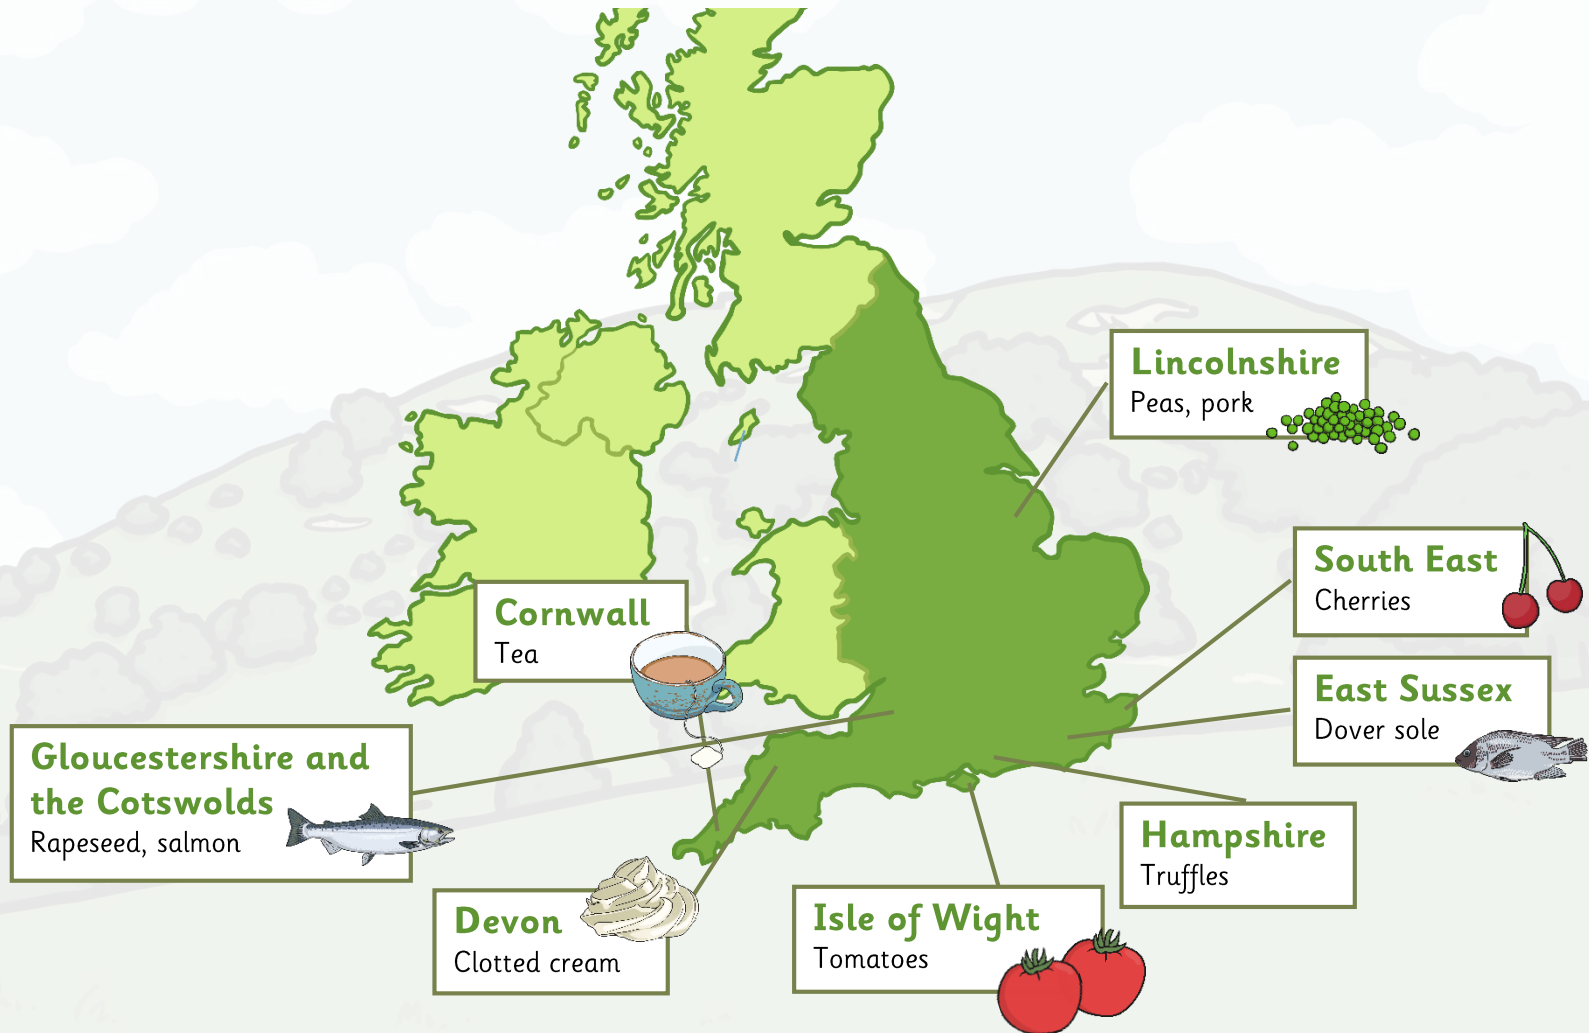 Lincolnshire
Peas, pork
South East
Cherries
Cornwall
Tea
East Sussex
Dover sole
Gloucestershire and
the Cotswolds
Rapeseed, salmon
Hampshire
Truffles
Devon
Clotted cream
Isle of Wight
Tomatoes